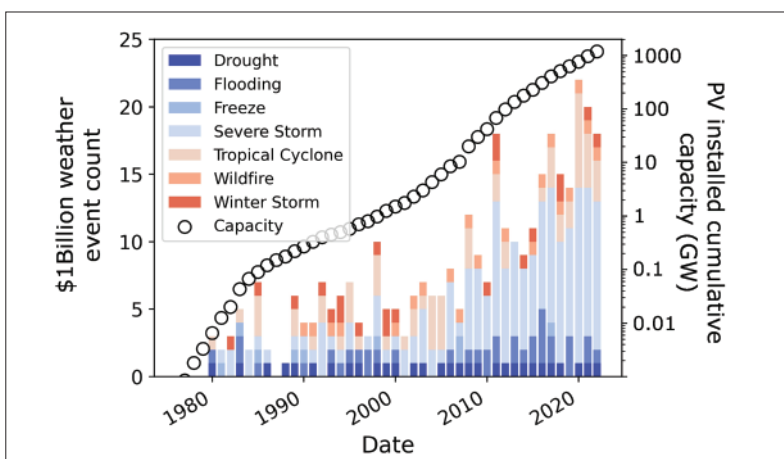 25
20
15
10
5
0
$1Billion weather
event count
Drought
Flooding
Freeze
Severe Storm
Tropical Cyclone
Wildfire
Winter Storm
Capacity
1000
100
10
1
0.1
0.01
PV installed cumulative
capacity (GW)
1980
1990
2000
2010
2020
Date